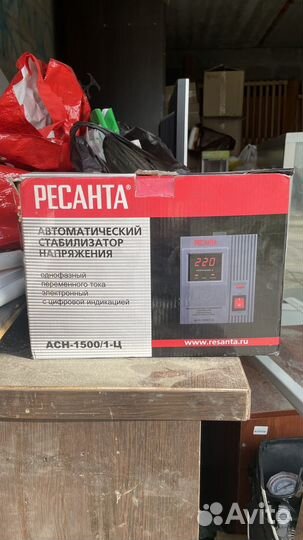 РЕСАНТА®
АВТОМАТИЧЕСКИЙ
СТАБИЛИЗАТОР
НАПРЯЖЕНИЯ
однофазный
переменного тока
электронный
с цифровой индикацией
АСН-1500/1-Ц
РЕСАНТА
220
www.resanta.ru
Avito